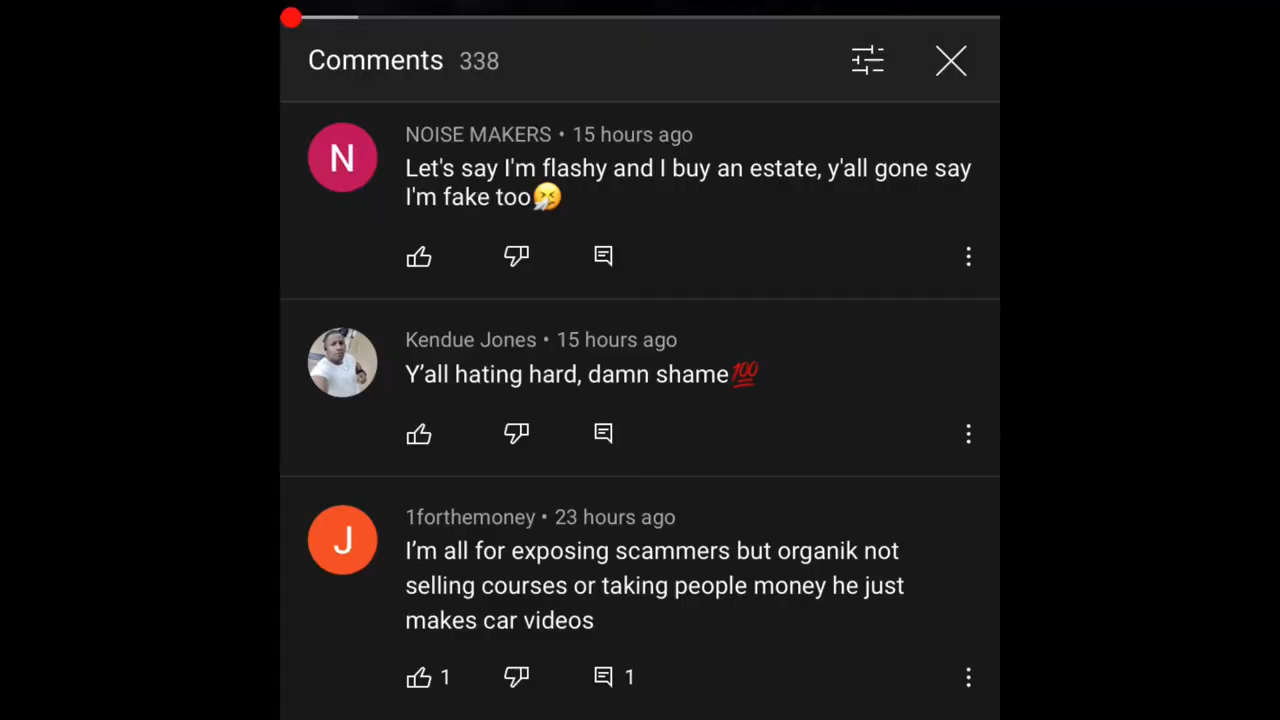 Comments 338
N
NOISE MAKERS • 15 hours ago
Let's say I'm flashy and I buy an estate, y'all gone say
I'm fake too🤧
Kendue Jones • 15 hours ago
Y’all hating hard, damn shame💯
J
1forthemoney • 23 hours ago
I’m all for exposing scammers but organik not
selling courses or taking people money he just
makes car videos
1 1